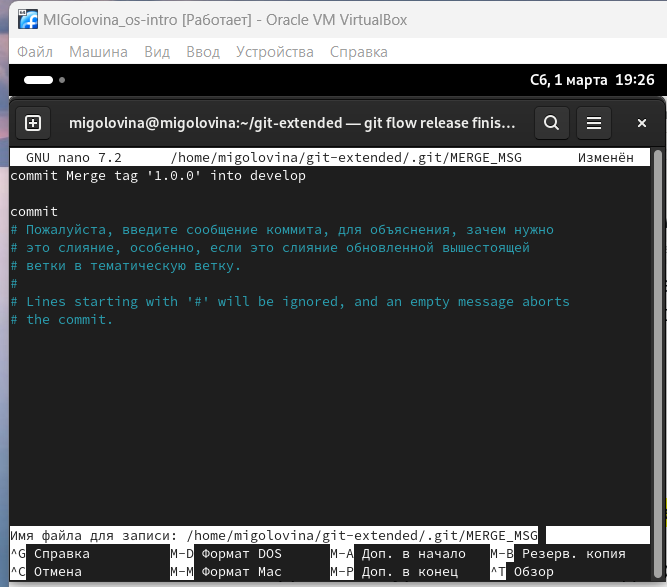 MIGolovina_os-intro [Работает] - Oracle VM VirtualBox
Файл Машина Вид Ввод Устройства Справка
Сб, 1 марта 19:26
migolovina@migolovina:~/git-extended — git flow release finis...
GNU nano 7.2 /home/migolovina/git-extended/.git/MERGE_MSG Изменён
commit Merge tag '1.0.0' into develop
commit
# Пожалуйста, введите сообщение коммита, для объяснения, зачем нужно
# это слияние, особенно, если это слияние обновленной вышестоящей
# ветки в тематическую ветку.
#
# Lines starting with '#' will be ignored, and an empty message aborts
# the commit.
Имя файла для записи: /home/migolovina/git-extended/.git/MERGE_MSG
^G Справка M-D Формат DOS M-A Доп. в начало M-B Резерв. копия
^C Отмена M-M Формат Mac M-P Доп. в конец ^T Обзор